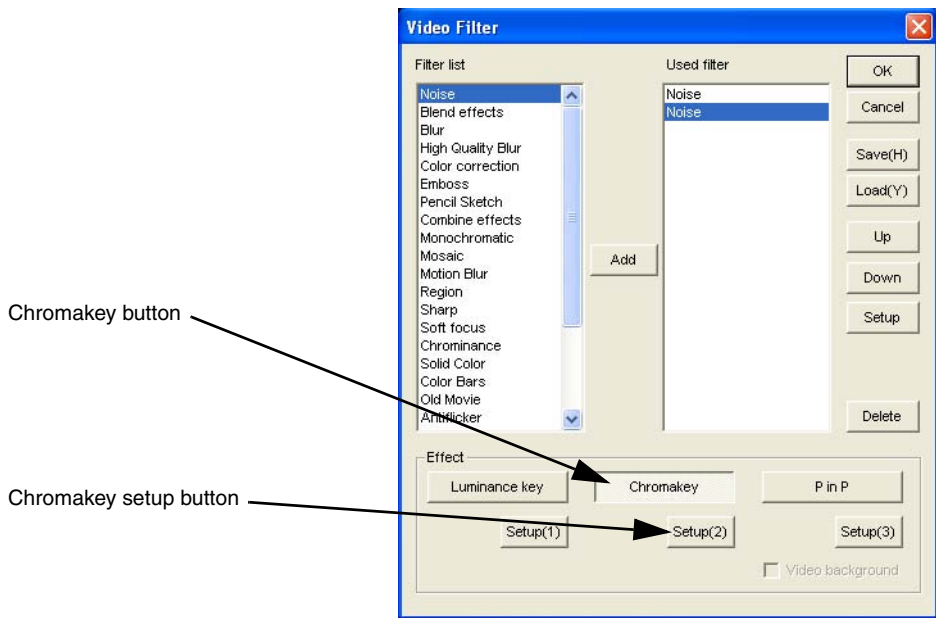 Video Filter
Filter list
Used filter
Noise
Blend effects
Blur
High Quality Blur
Color correction
Emboss
Pencil Sketch
Combine effects
Monochromatic
Mosaic
Motion Blur
Region
Sharp
Soft focus
Chrominance
Solid Color
Color Bars
Old Movie
Antiflicker
Add
Noise
Noise
OK
Cancel
Save(H)
Load(Y)
Up
Down
Setup
Delete
Chromakey button
Chromakey setup button
Effect
Luminance key
Chromakey
P in P
Setup(1)
Setup(2)
Setup(3)
Video background